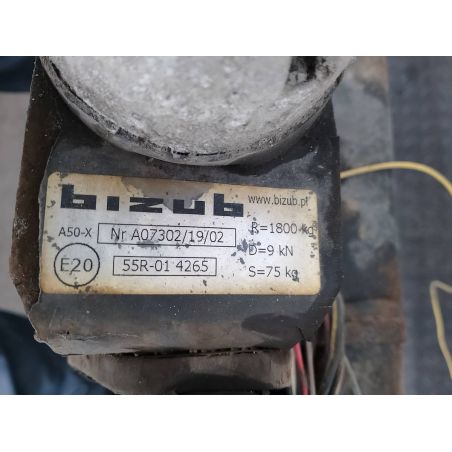 bizub
www.bizub.pl
A50-X Nr A07302/19/02 R=1800 kg
D=9 kN
E20 55R-01 4265
S=75 kg